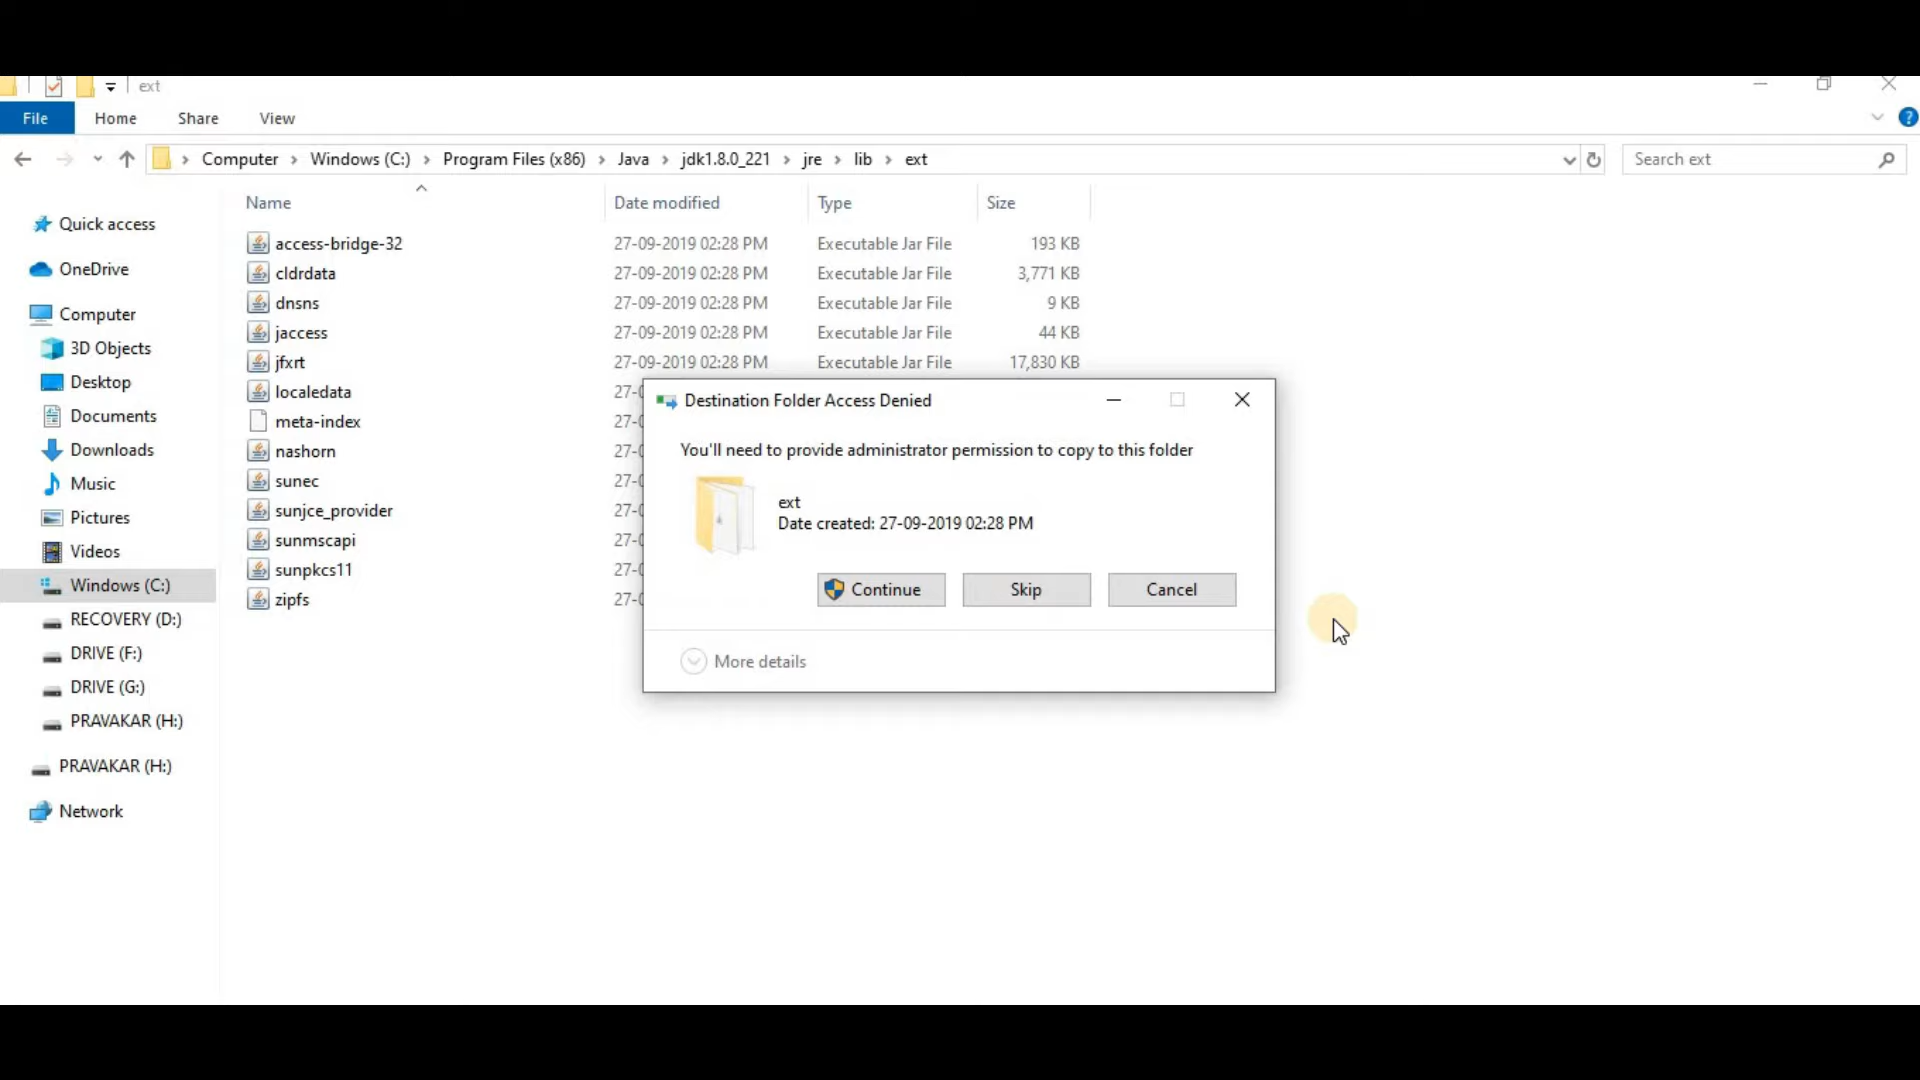 ext
File Home Share View
Computer Windows (C:) Program Files (x86) Java jdk1.8.0_221 jre lib ext
Search ext
Name Date modified Type Size
Quick access
OneDrive
Computer
3D Objects
Desktop
Documents
Downloads
Music
Pictures
Videos
Windows (C:)
RECOVERY (D:)
DRIVE (F:)
DRIVE (G:)
PRAVAKAR (H:)
PRAVAKAR (H:)
Network
access-bridge-32 27-09-2019 02:28 PM Executable Jar File 193 KB
cldrdata 27-09-2019 02:28 PM Executable Jar File 3,771 KB
dnsns 27-09-2019 02:28 PM Executable Jar File 9 KB
jaccess 27-09-2019 02:28 PM Executable Jar File 44 KB
jfxrt 27-09-2019 02:28 PM Executable Jar File 17,830 KB
localedata
meta-index
nashorn
sunec
sunjce_provider
sunmscapi
sunpkcs11
zipfs
Destination Folder Access Denied
You'll need to provide administrator permission to copy to this folder
ext
Date created: 27-09-2019 02:28 PM
Continue Skip Cancel
More details